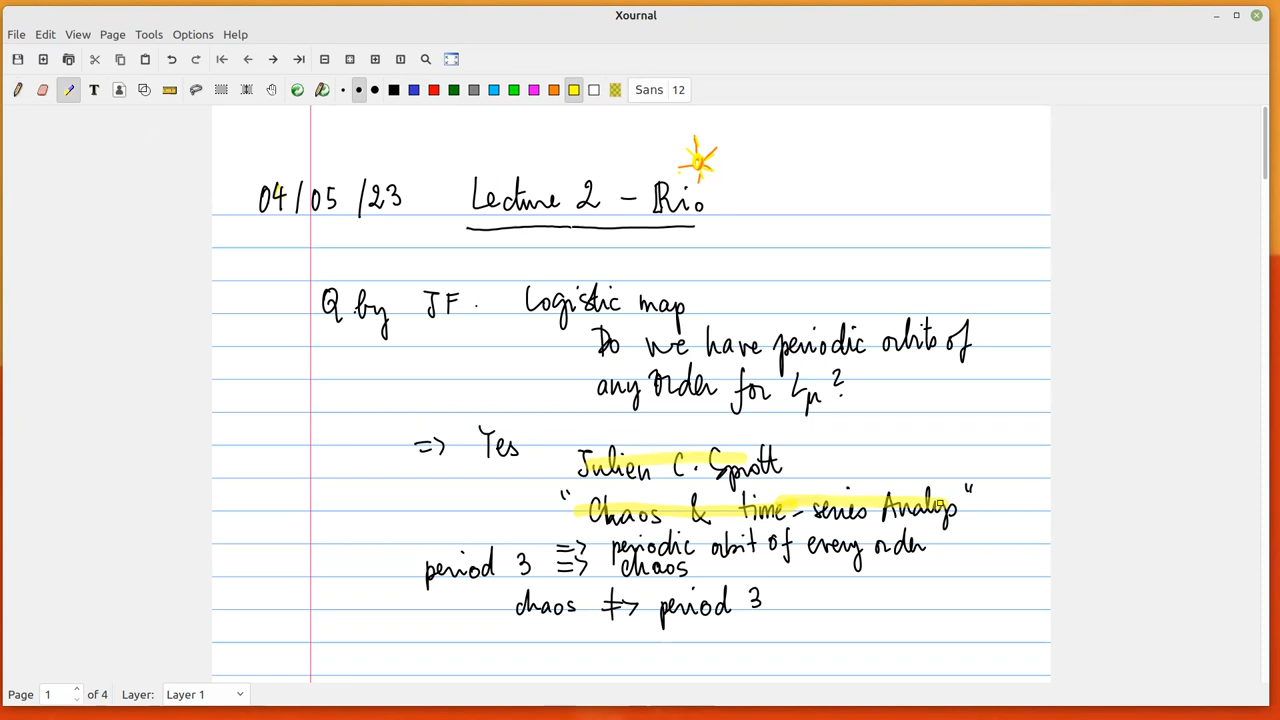 Xournal
File Edit View Page Tools Options Help
Sans 12
04/05/23 Lecture 2 - Rio
Q by JF. Logistic map
Do we have periodic orbits of
any order for Lμ?
=> Yes
Julien C. Sprott
"Chaos & time-series Analys"
=> periodic orbit of every order
period 3 => chaos
chaos ≠> period 3
Page 1 of 4 Layer: Layer 1